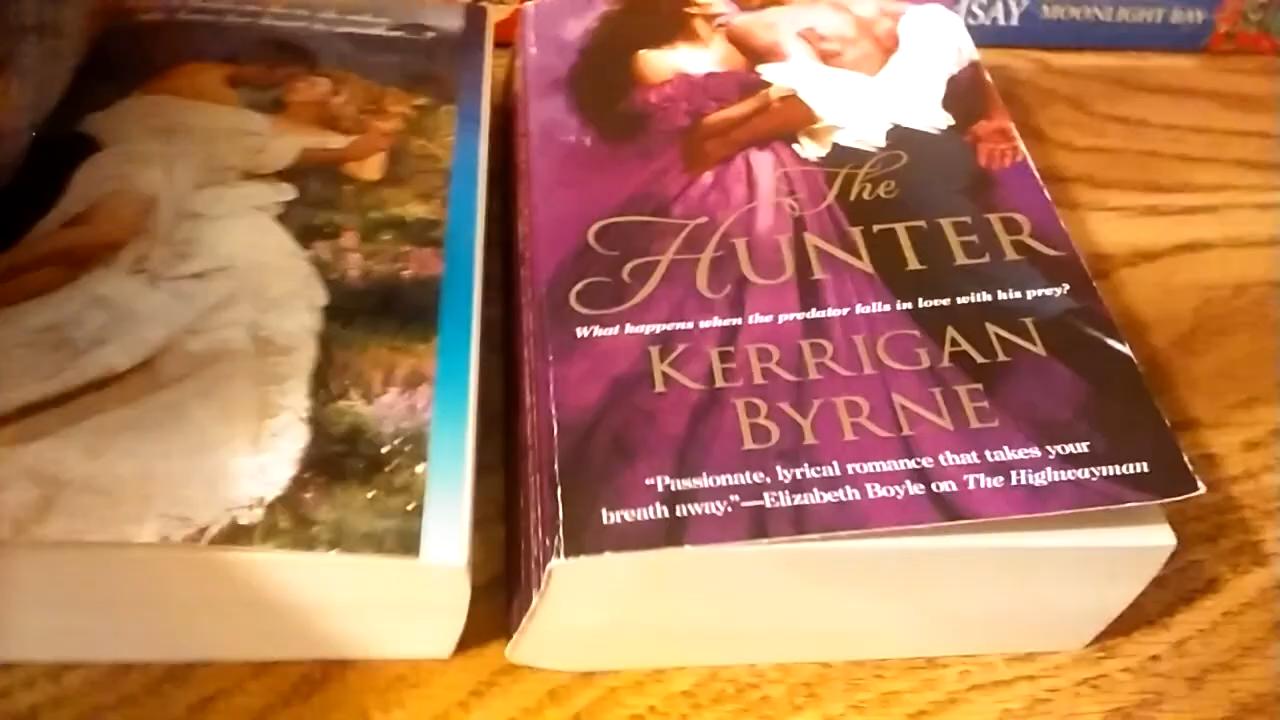 MOONLIGHT BAY
The
HUNTER
What happens when the predator falls in love with his prey?
KERRIGAN
BYRNE
“Passionate, lyrical romance that takes your
breath away.”—Elizabeth Boyle on The Highwayman